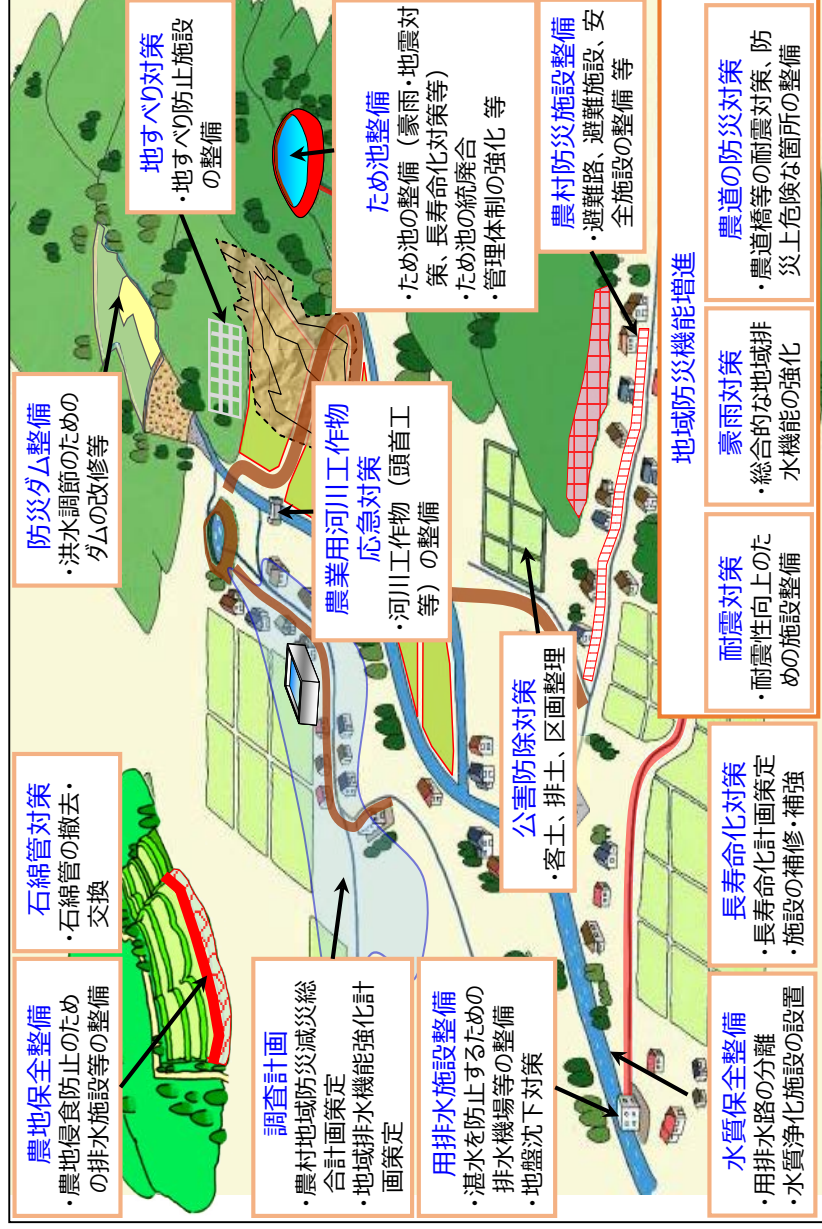 農地保全整備
・農地侵食防止のため
の排水施設等の整備
石綿管対策
・石綿管の撤去・
交換
防災ダム整備
・洪水調節のための
ダムの改修等
地すべり対策
・地すべり防止施設
の整備
調査計画
・農村地域防災減災総
合計画策定
・地域排水機能強化計
画策定
農業用河川工作物
応急対策
・河川工作物（頭首工
等）の整備
ため池整備
・ため池の整備（豪雨・地震対
策、長寿命化対策等）
・ため池の統廃合
・管理体制の強化 等
用排水施設整備
・湛水を防止するための
排水機場等の整備
・地盤沈下対策
公害防除対策
・客土、排土、区画整理
農村防災施設整備
・避難路、避難施設、安
全施設の整備 等
水質保全整備
・用排水路の分離
・水質浄化施設の設置
長寿命化対策
・長寿命化計画策定
・施設の補修・補強
地域防災機能増進
耐震対策
・耐震性向上のた
めの施設整備
豪雨対策
・総合的な地域排
水機能の強化
農道の防災対策
・農道橋等の耐震対策、防
災上危険な箇所の整備